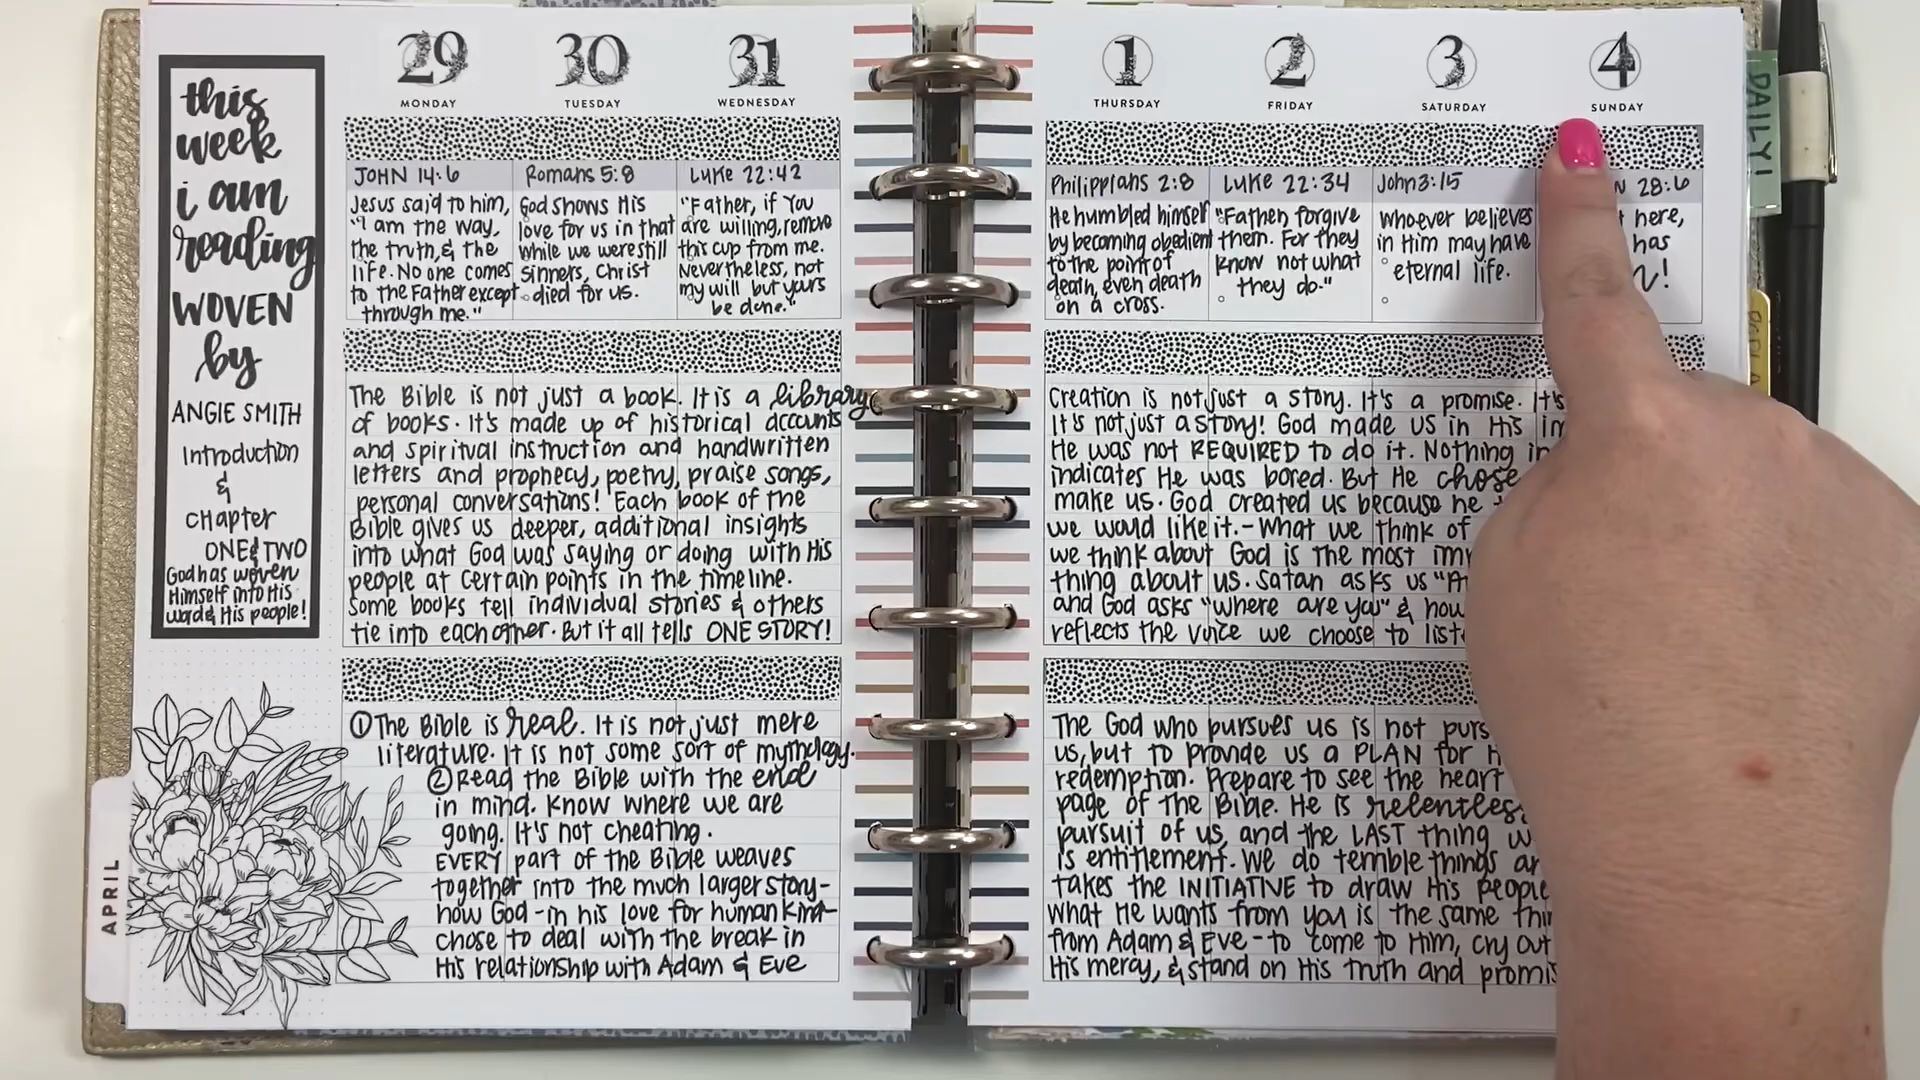 this
week
i am
reading
WOVEN
by
ANGIE SMITH
Introduction
&
cHapter
ONE & TWO
God has woven
Himself into His
word & His people!
APRIL
29
MONDAY
30
TUESDAY
31
WEDNESDAY
JOHN 14:6
Jesus said to him,
"I am the way,
the truth, & the
life. No one comes
to the Father except
through me."
Romans 5:8
God shows His
love for us in that
while we were still
sinners, Christ
died for us.
Luke 22:42
"Father, if You
are willing, remove
this cup from me.
Nevertheless, not
my will but yours
be done."
The Bible is not just a book. It is a library
of books. It's made up of historical accounts
and spiritual instruction and handwritten
letters and prophecy, poetry, praise songs,
personal conversations! Each book of the
Bible gives us deeper, additional insights
into what God was saying or doing with His
people at certain points in the timeline.
Some books tell individual stories & others
tie into each other. But it all tells ONE STORY!
① The Bible is real. It is not just mere
literature. It is not some sort of mythology.
② Read the Bible with the end
in mind. Know where we are
going. It's not cheating.
EVERY part of the Bible weaves
together into the much larger story-
how God - in his love for humankind-
chose to deal with the break in
His relationship with Adam & Eve
1
THURSDAY
2
FRIDAY
3
SATURDAY
4
SUNDAY
Philippians 2:8
He humbled himself
by becoming obedient
to the point of
death, even death
on a cross.
Luke 22:34
"Father, forgive
them. For they
know not what
they do."
John 3:15
whoever believes
in Him may have
eternal life.
28:6
here,
has
Creation is not just a story. It's a promise. It's
It's not just a story! God made us in His
He was not REQUIRED to do it. Nothing
indicates He was bored. But He chose
make us. God created us because he
we would like it. - What we think of
we think about God is the most
thing about us. Satan asks us
and God asks "where are you" & how
reflects the voice we choose to
The God who pursues us is not
us, but to provide us a PLAN for
redemption. Prepare to see the heart
page of the Bible. He is relentless
pursuit of us, and the LAST thing
is entitlement. We do terrible things
takes the INITIATIVE to draw His people
What He wants from you is the same
from Adam & Eve - to come to Him, cry out
His mercy, & stand on His truth and
DAILY!